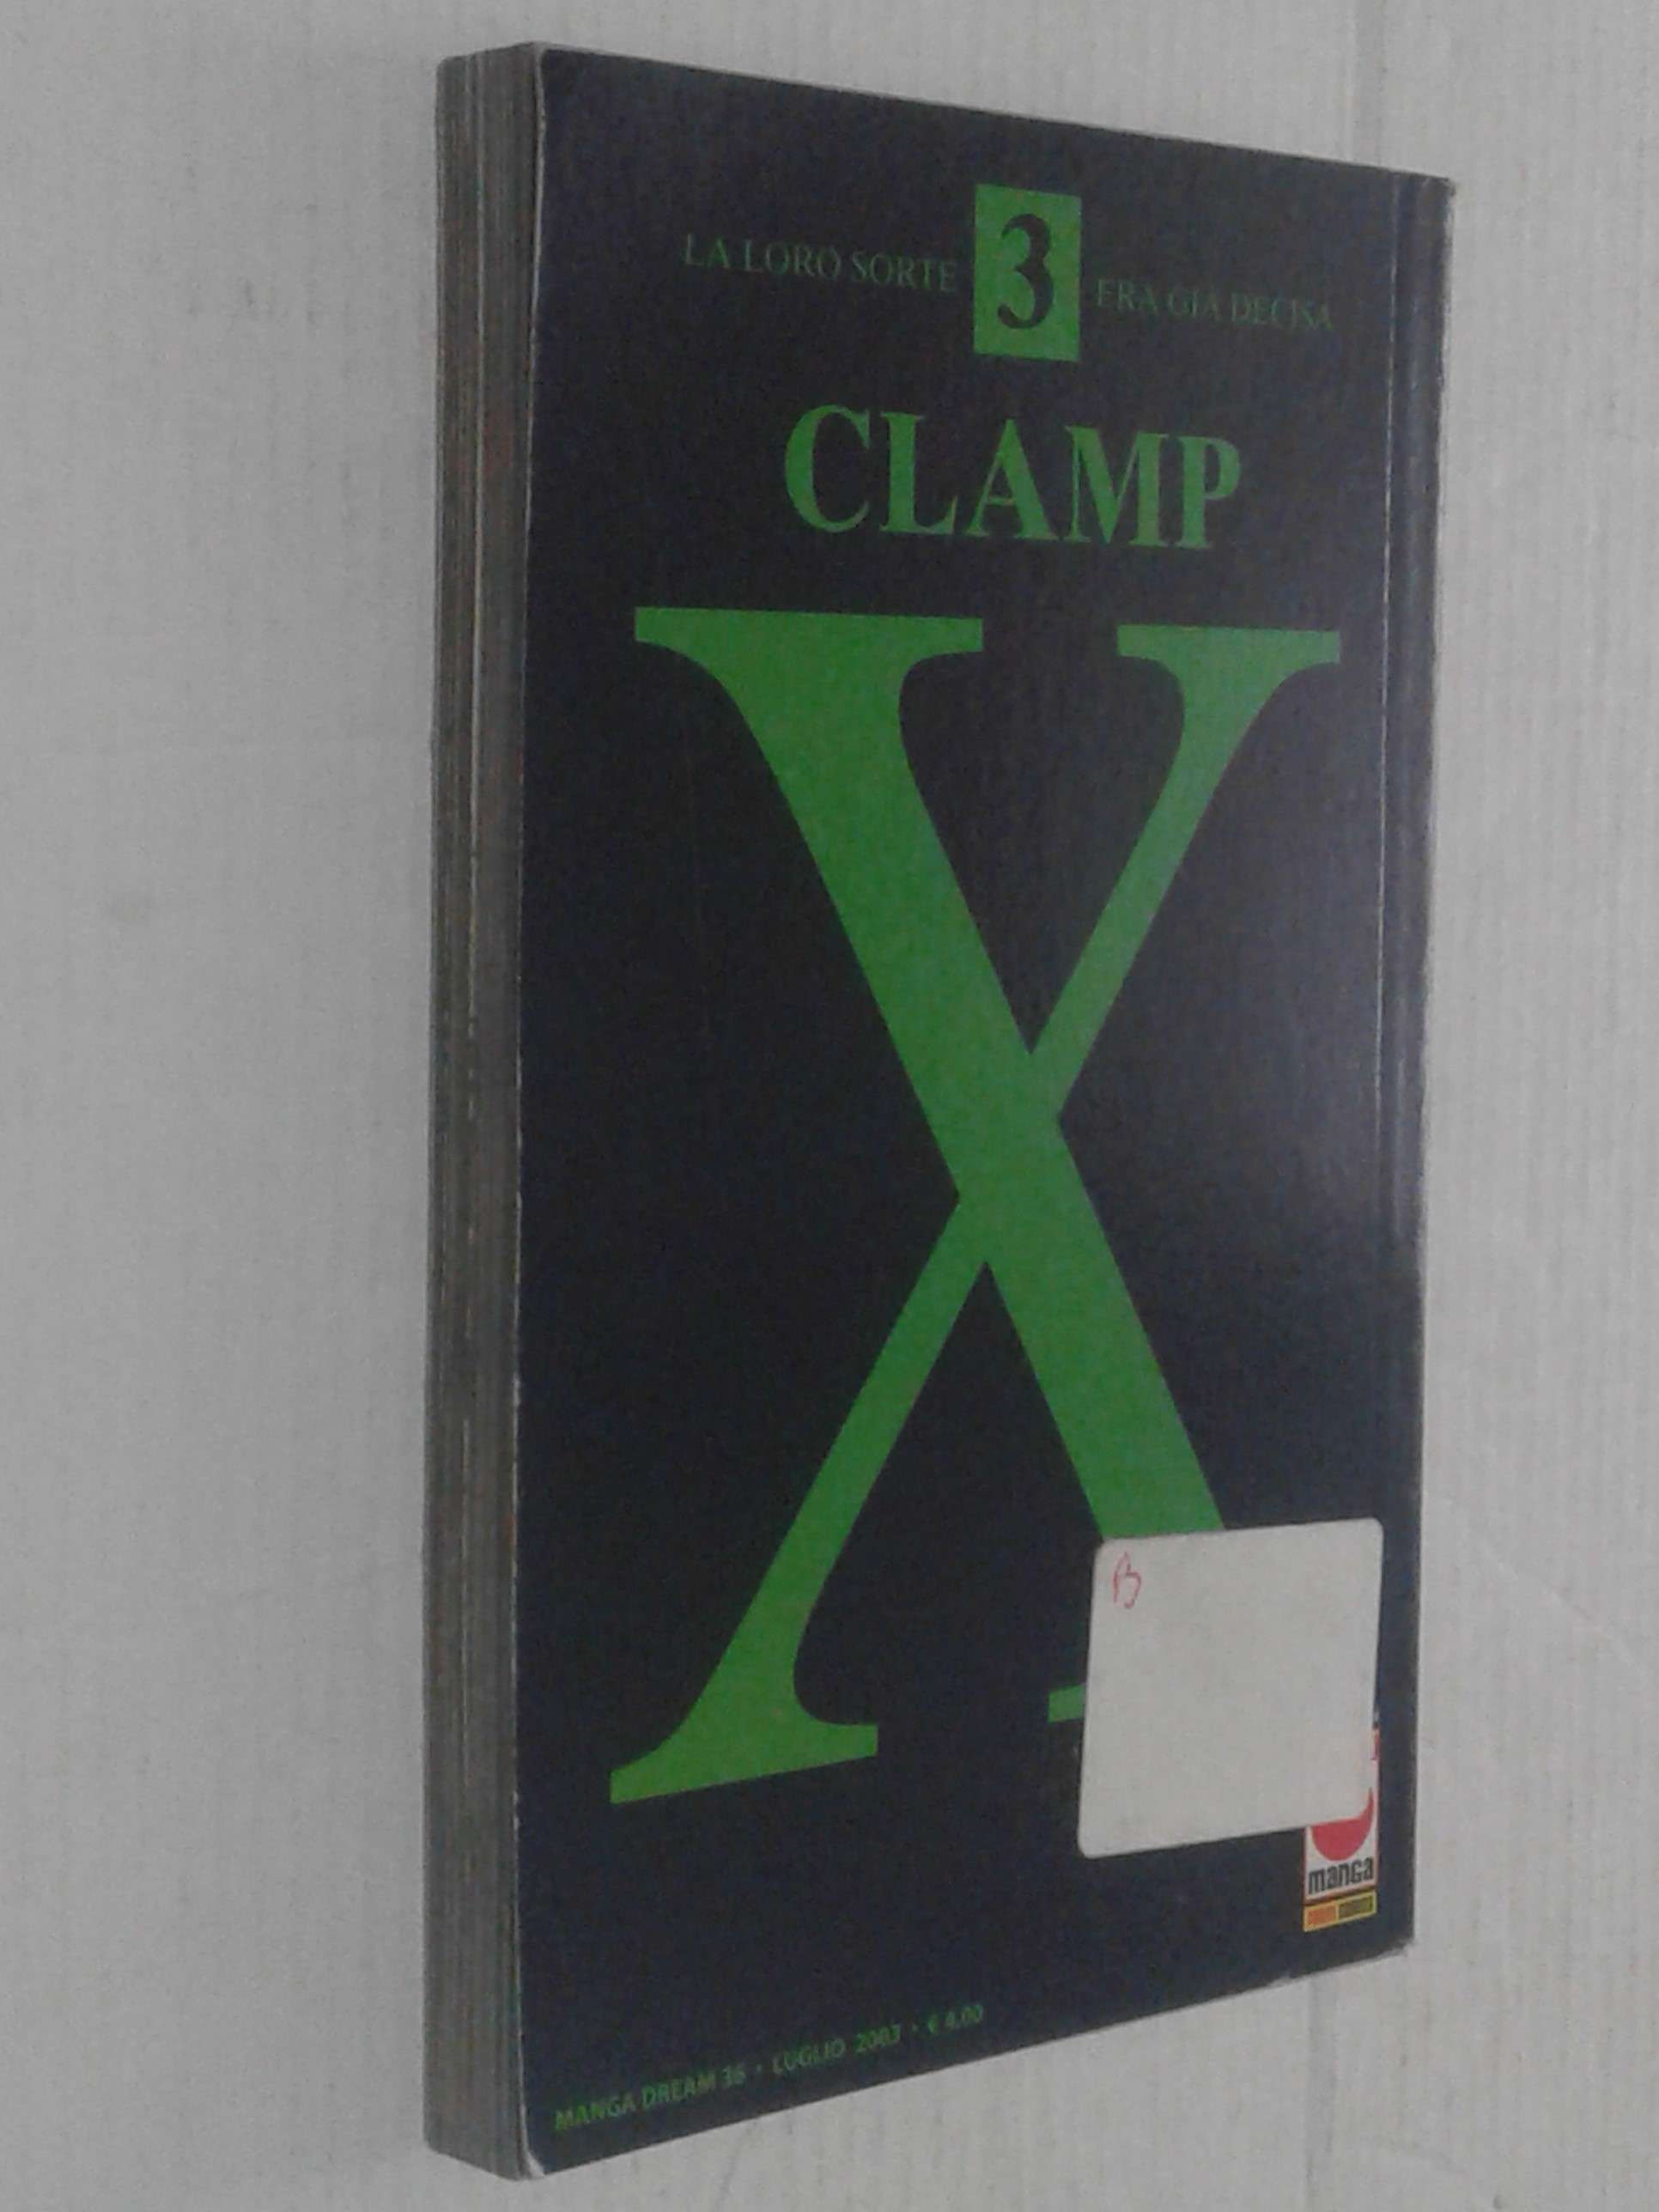 LA LORO SORTE 3 ERA GIÀ DECISA
CLAMP
X
B
manga
MANGA DREAM 36 • LUGLIO 2003 • € 4,00